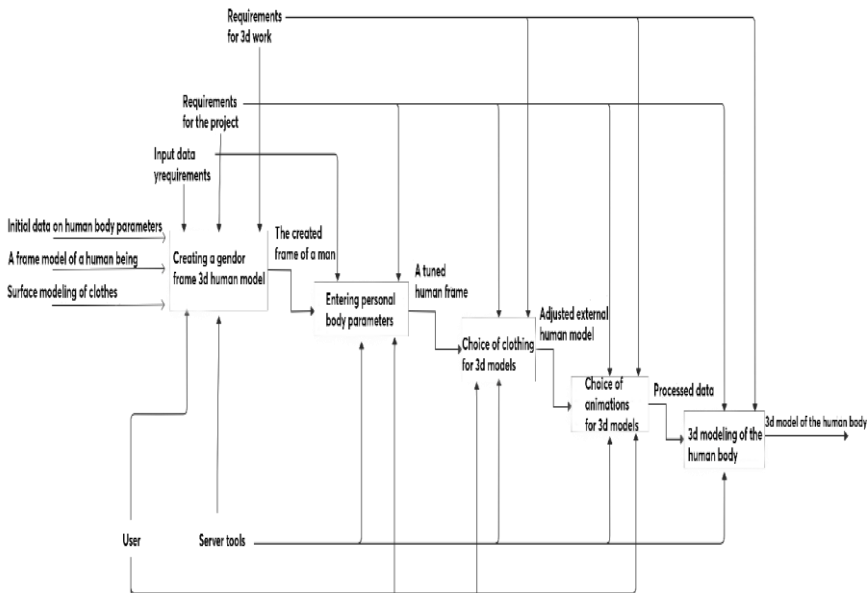 Requirements
for 3d work
Requirements
for the project
Input data
yrequirements
Initial data on human body parameters
A frame model of a human being
Surface modeling of clothes
Creating a gendor
frame 3d human model
The created
frame of a man
Entering personal
body parameters
A tuned
human frame
Choice of clothing
for 3d models
Adjusted external
human model
Choice of
animations
for 3d models
Processed data
3d modeling of the
human body
3d model of the human body
User
Server tools